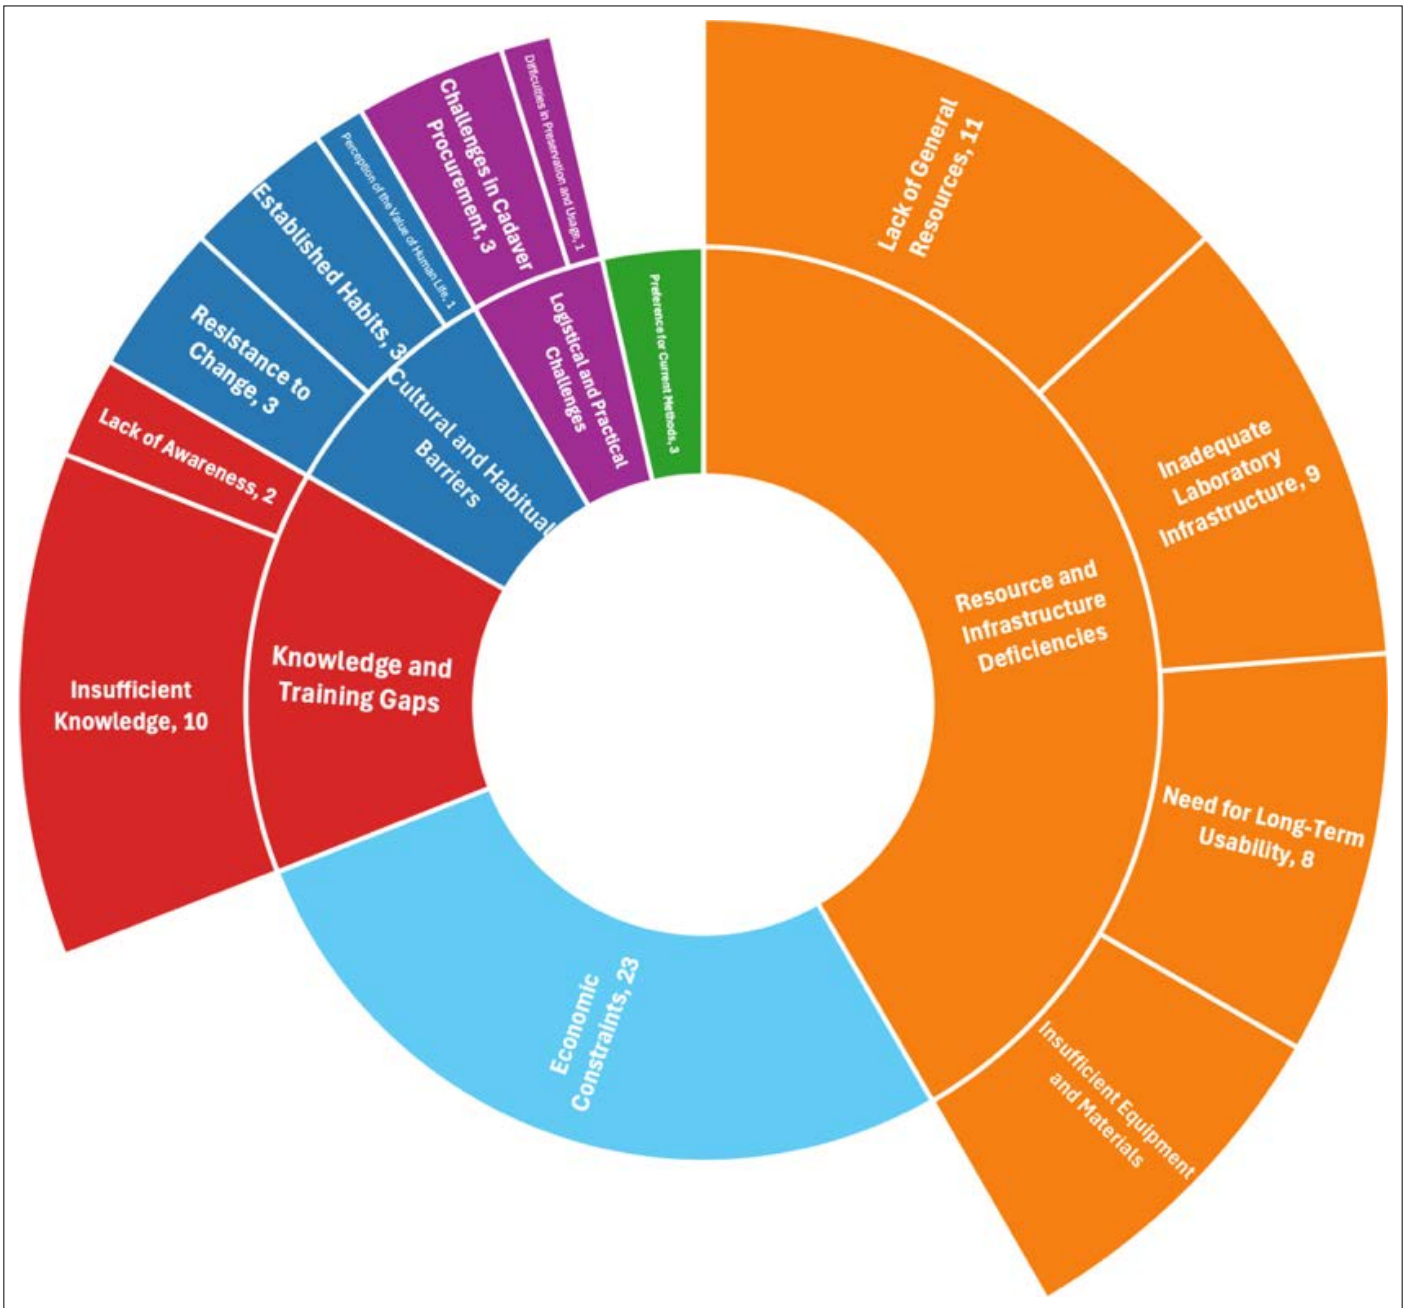 Lack of General
Resources, 11
Inadequate
Laboratory
Infrastructure, 9
Need for Long-Term
Usability, 8
Insufficient Equipment
and Materials
Resource and
Infrastructure
Deficiencies
Economic
Constraints, 23
Knowledge and
Training Gaps
Insufficient
Knowledge, 10
Lack of Awareness, 2
Cultural and Habitual
Barriers
Resistance to
Change, 3
Established Habits, 3
Perception of the Value of Human Life, 1
Logistical and Practical
Challenges
Challenges in Cadaver
Procurement, 3
Difficulties in Preservation and Usage, 1
Preference for Current Methods, 3